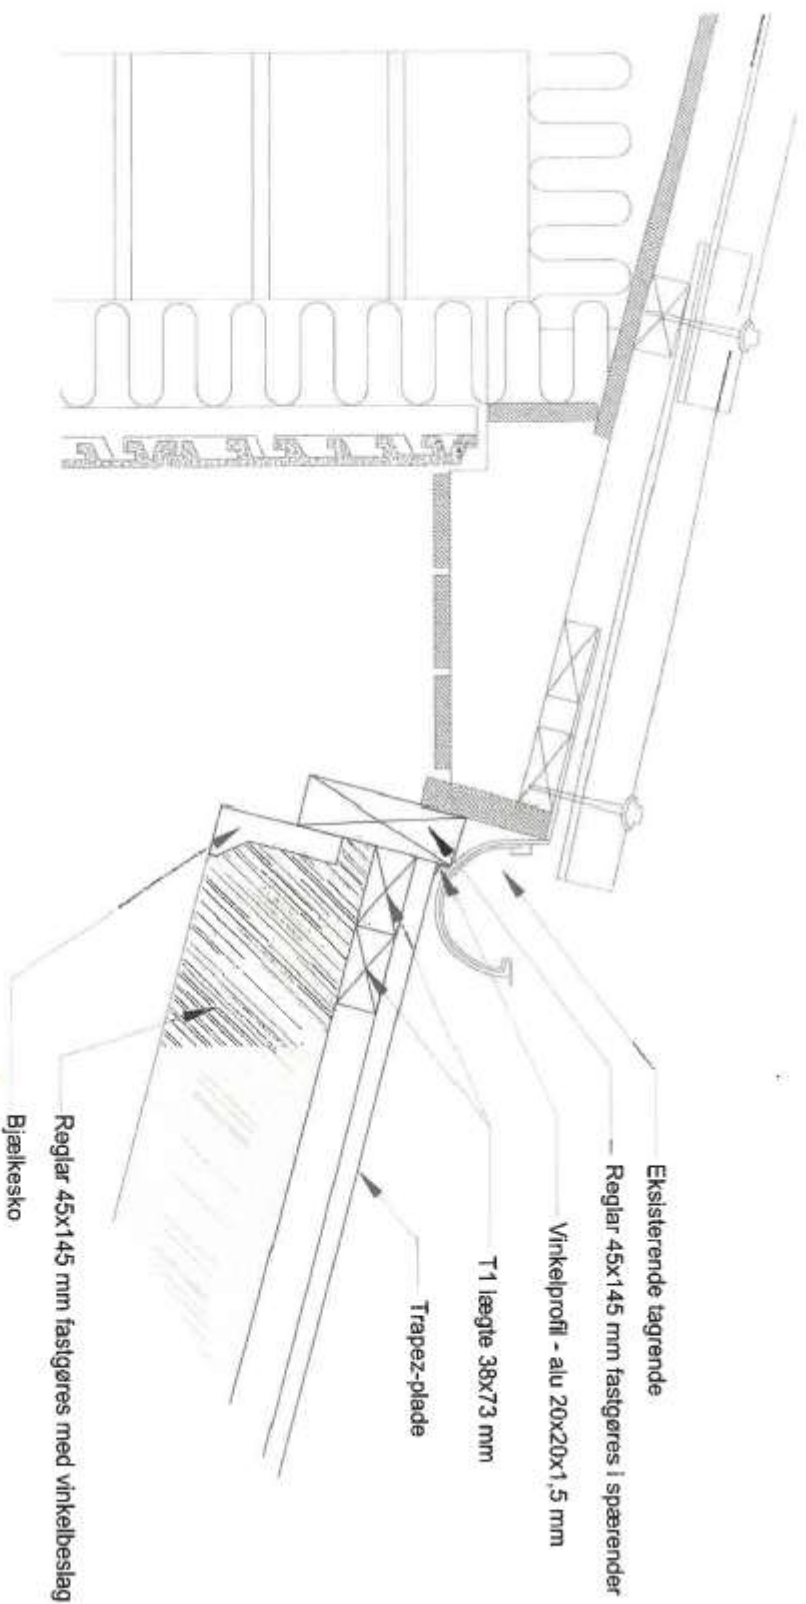 Eksisterende tagrende
Reglar 45x145 mm fastgøres i spærender
Vinkelprofil - alu 20x20x1,5 mm
T1 lægte 38x73 mm
Trapez-plade
Reglar 45x145 mm fastgøres med vinkelbeslag
Bjælkesko